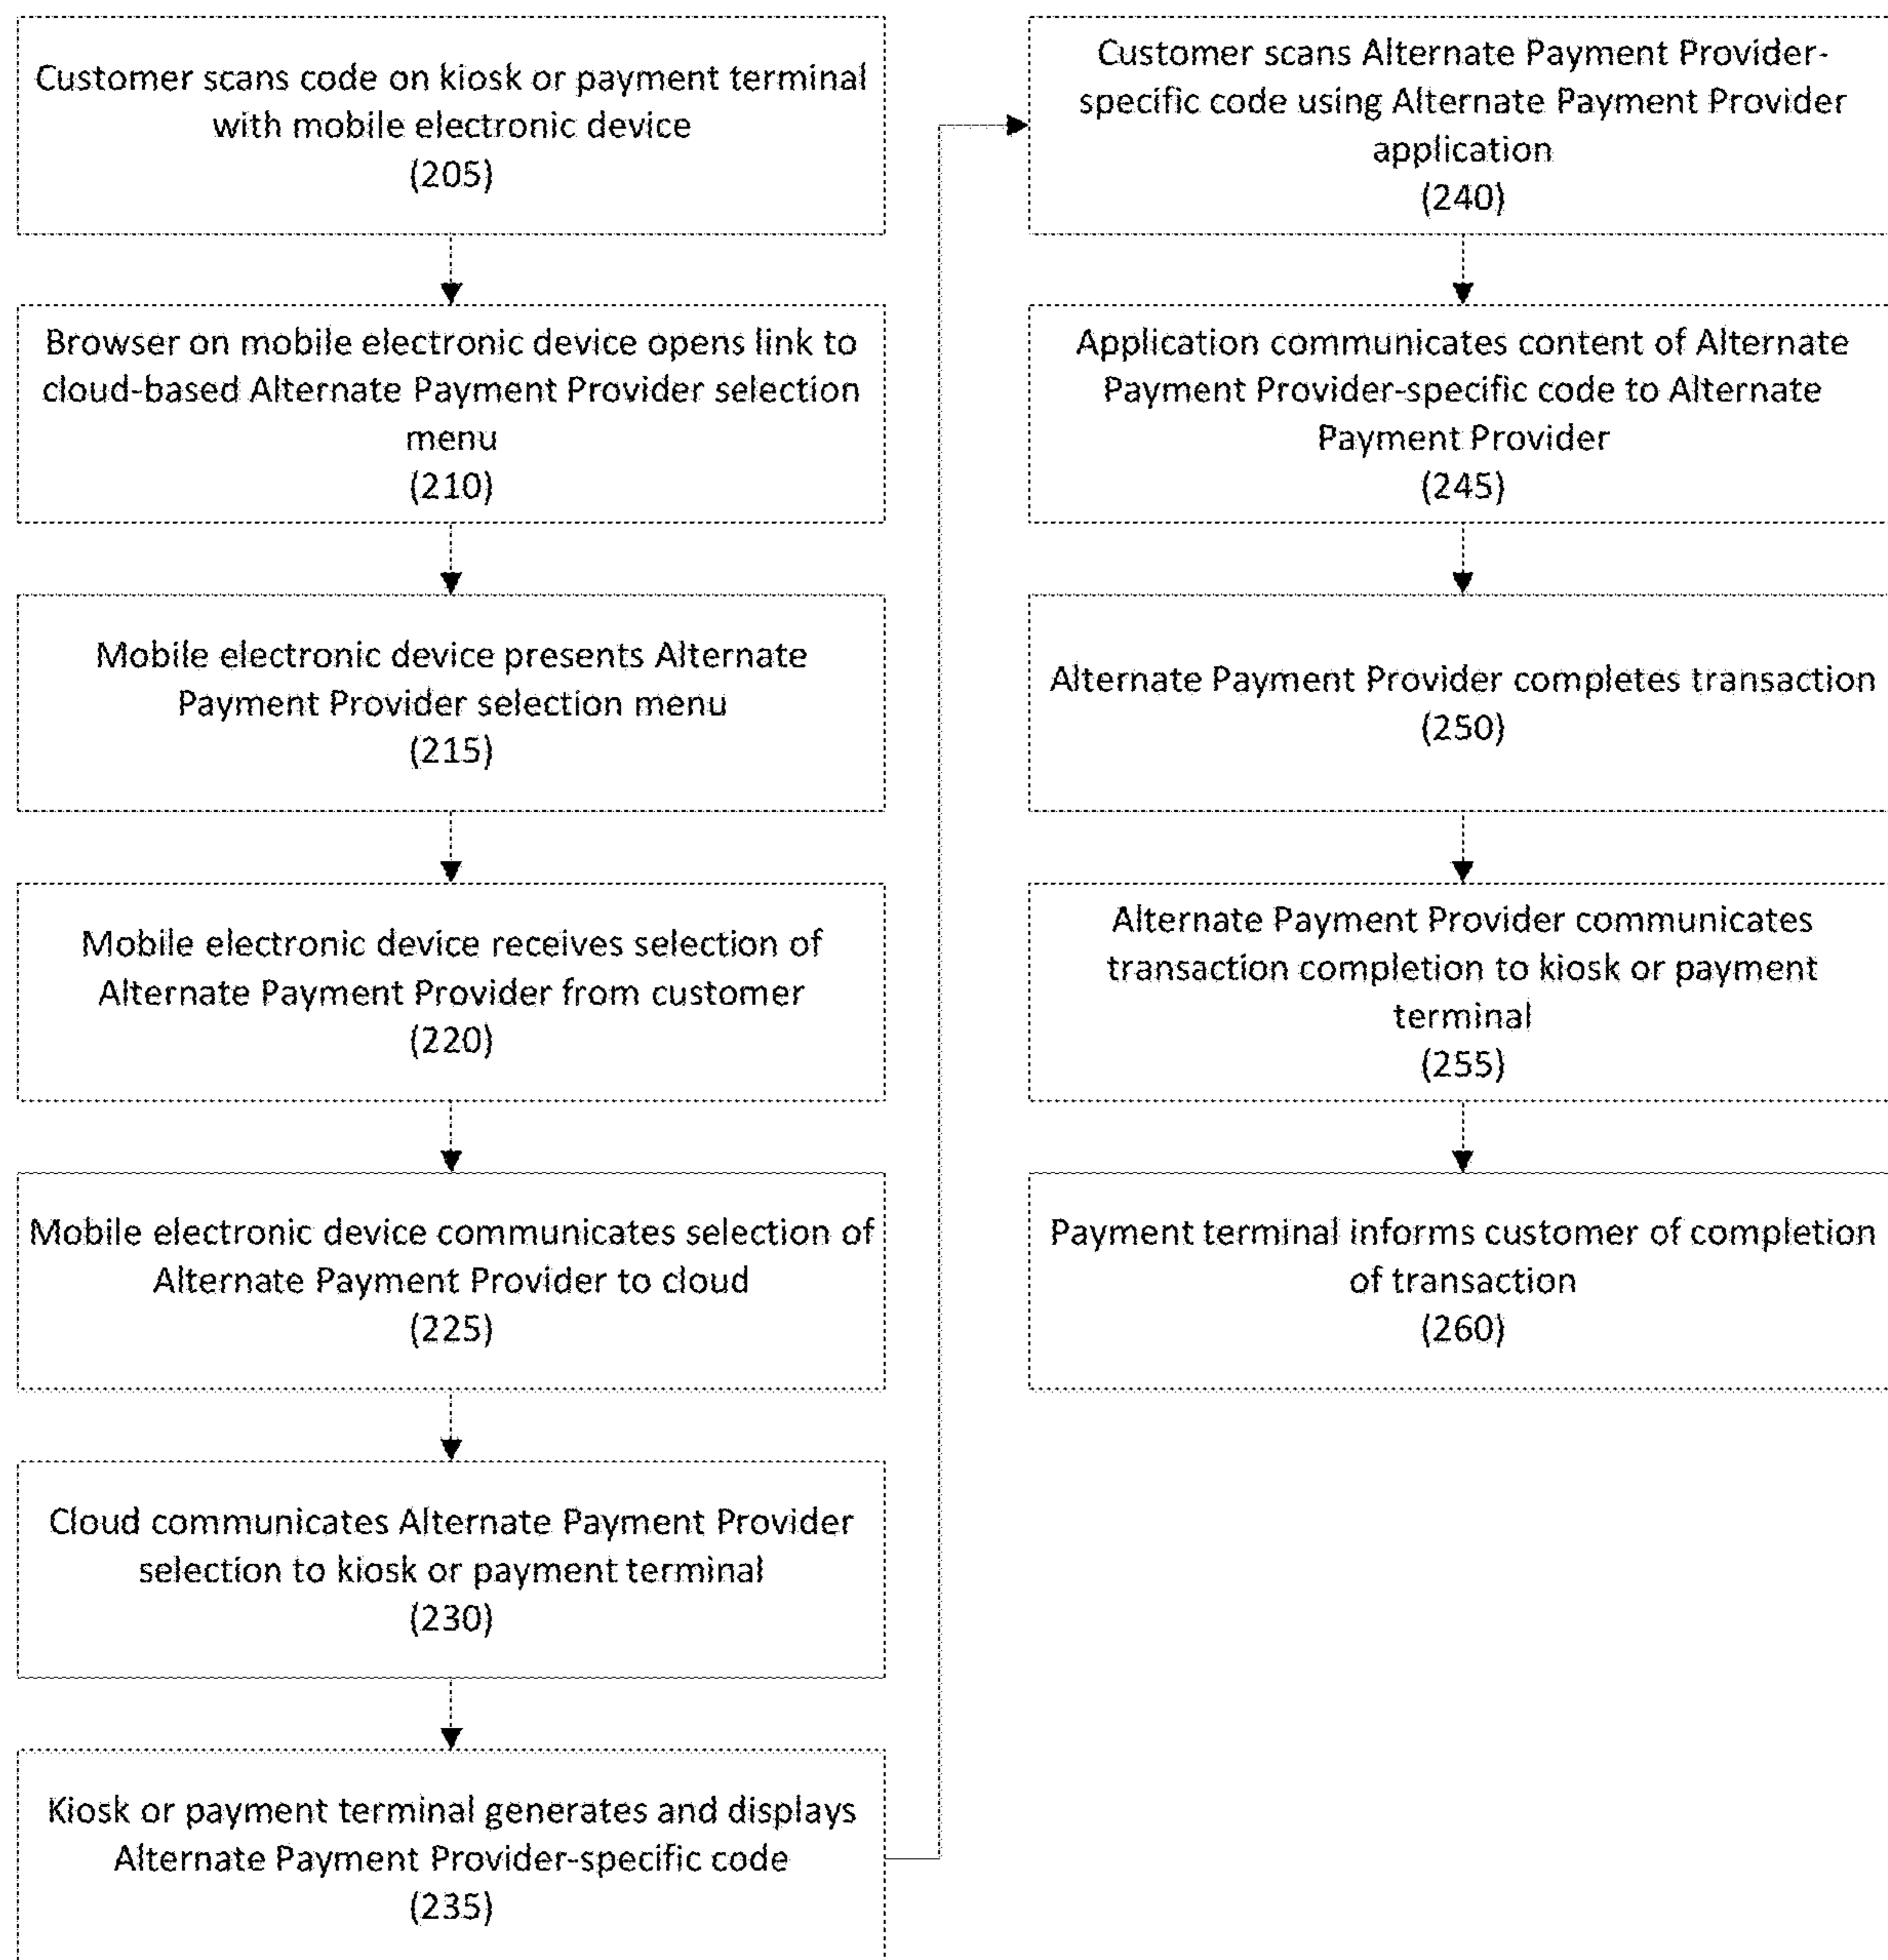 Customer scans code on kiosk or payment terminal
with mobile electronic device
(205)
Browser on mobile electronic device opens link to
cloud-based Alternate Payment Provider selection
menu
(210)
Mobile electronic device presents Alternate
Payment Provider selection menu
(215)
Mobile electronic device receives selection of
Alternate Payment Provider from customer
(220)
Mobile electronic device communicates selection of
Alternate Payment Provider to cloud
(225)
Cloud communicates Alternate Payment Provider
selection to kiosk or payment terminal
(230)
Kiosk or payment terminal generates and displays
Alternate Payment Provider-specific code
(235)
Customer scans Alternate Payment Provider-
specific code using Alternate Payment Provider
application
(240)
Application communicates content of Alternate
Payment Provider-specific code to Alternate
Payment Provider
(245)
Alternate Payment Provider completes transaction
(250)
Alternate Payment Provider communicates
transaction completion to kiosk or payment
terminal
(255)
Payment terminal informs customer of completion
of transaction
(260)